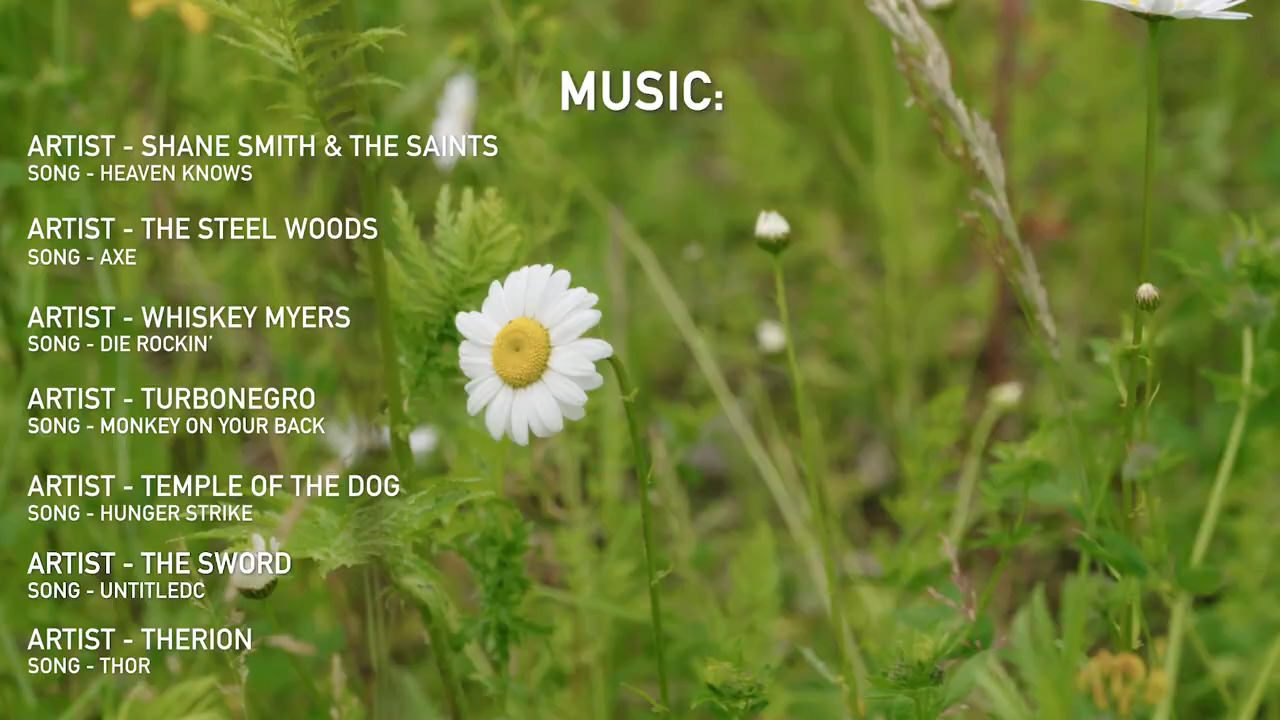 MUSIC:
ARTIST - SHANE SMITH & THE SAINTS
SONG - HEAVEN KNOWS
ARTIST - THE STEEL WOODS
SONG - AXE
ARTIST - WHISKEY MYERS
SONG - DIE ROCKIN'
ARTIST - TURBONEGRO
SONG - MONKEY ON YOUR BACK
ARTIST - TEMPLE OF THE DOG
SONG - HUNGER STRIKE
ARTIST - THE SWORD
SONG - UNTITLEDC
ARTIST - THERION
SONG - THOR